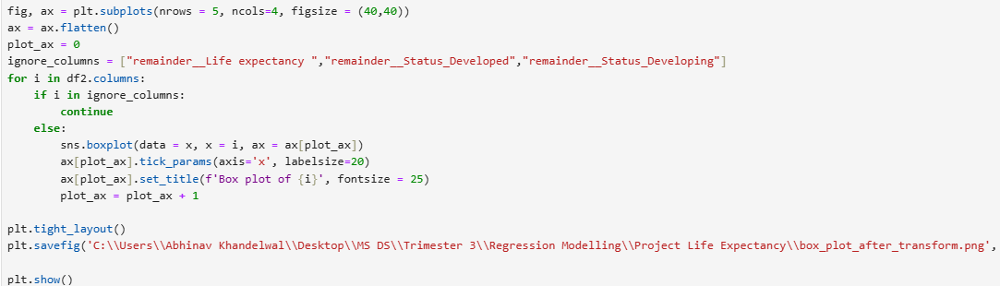 fig, ax = plt.subplots(nrows = 5, ncols=4, figsize = (40,40))
ax = ax.flatten()
plot_ax = 0
ignore_columns = ["remainder__Life expectancy ","remainder__Status_Developed","remainder__Status_Developing"]
for i in df2.columns:
    if i in ignore_columns:
        continue
    else:
        sns.boxplot(data = x, x = i, ax = ax[plot_ax])
        ax[plot_ax].tick_params(axis='x', labelsize=20)
        ax[plot_ax].set_title(f'Box plot of {i}', fontsize = 25)
        plot_ax = plot_ax + 1

plt.tight_layout()
plt.savefig('C:\\Users\\Abhinav Khandelwal\\Desktop\\MS DS\\Trimester 3\\Regression Modelling\\Project Life Expectancy\\box_plot_after_transform.png',

plt.show()